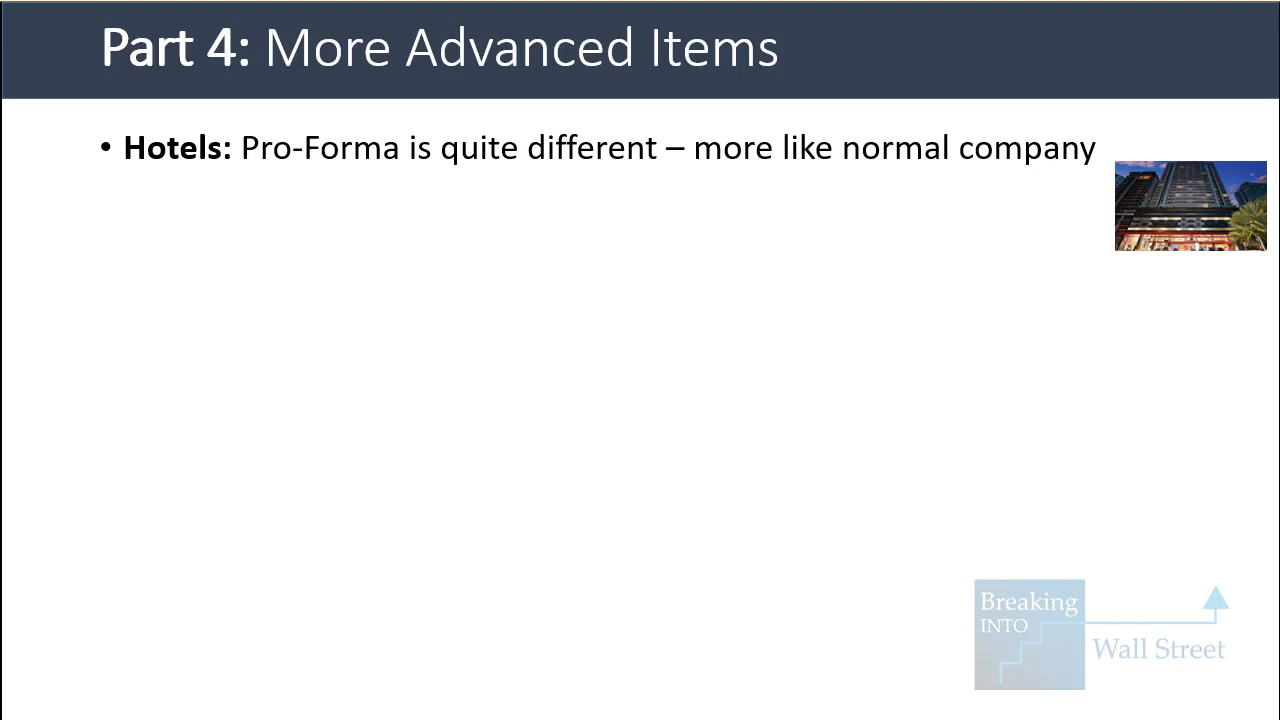 Part 4: More Advanced Items
• Hotels: Pro-Forma is quite different – more like normal company
Breaking
INTO
Wall Street